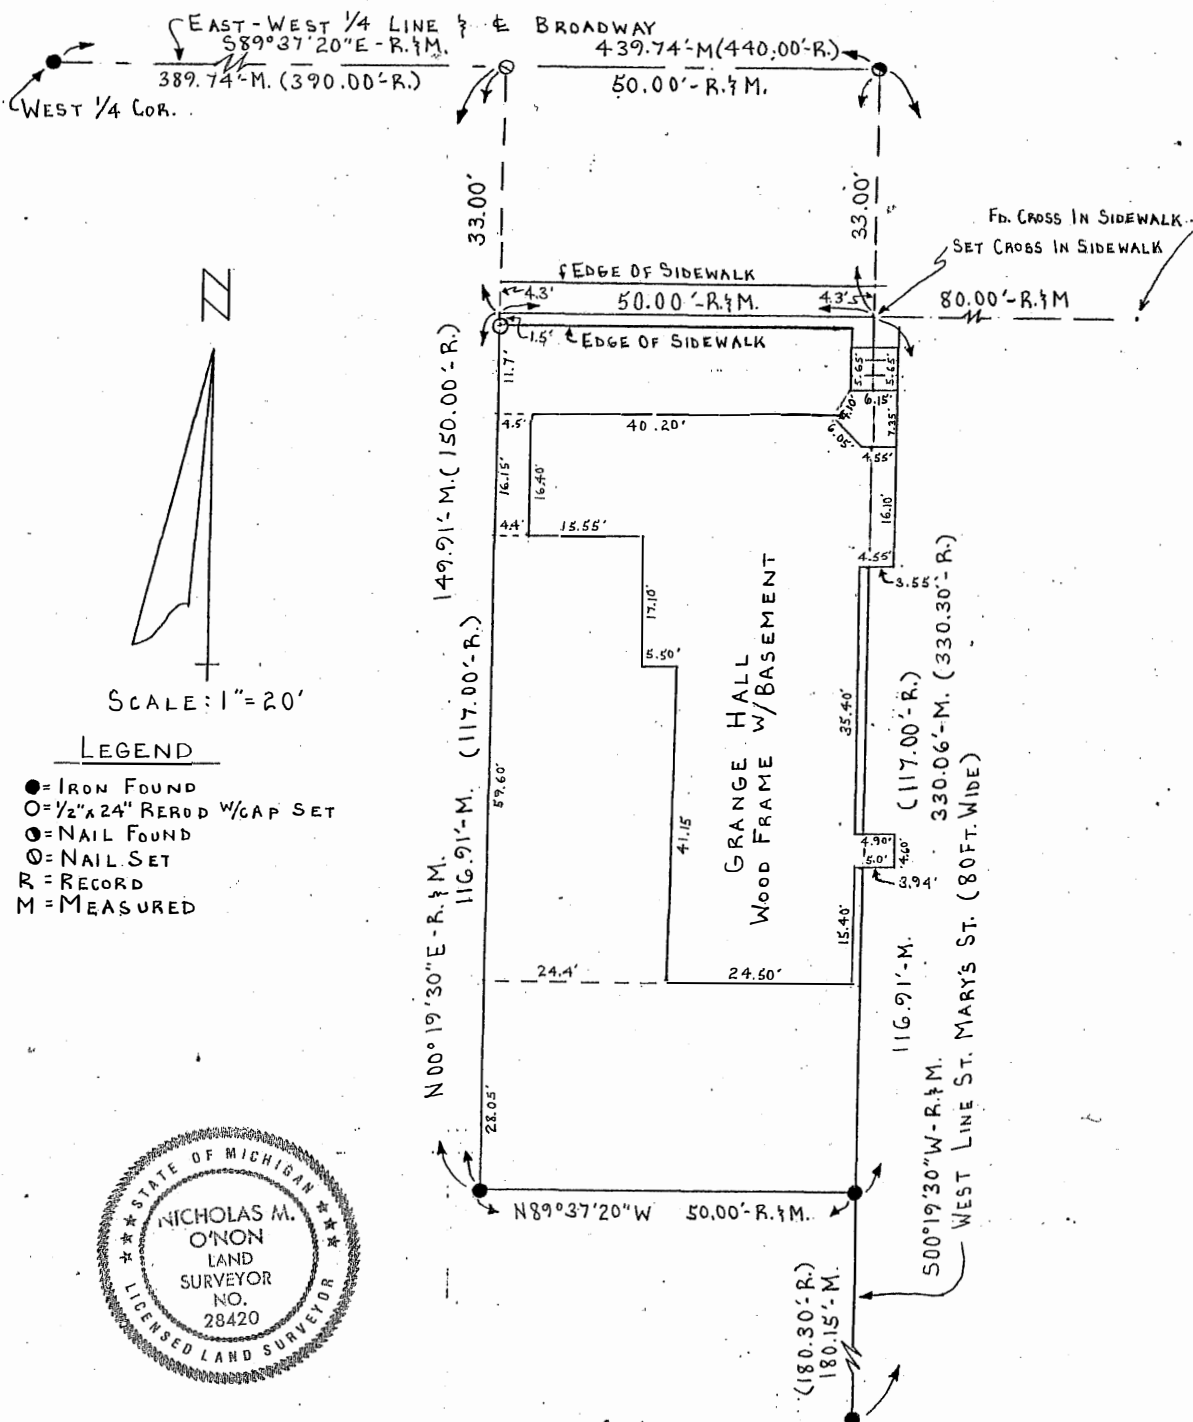 EAST-WEST 1/4 LINE & ℄ BROADWAY
S89°37'20"E-R.&M.
439.74'-M(440.00'-R.)
389.74'-M. (390.00'-R.)
50.00'-R.&M.
WEST 1/4 COR.
33.00'
33.00'
FD. CROSS IN SIDEWALK
SET CROSS IN SIDEWALK
EDGE OF SIDEWALK
4.3'
50.00'-R.&M.
4.3'
80.00'-R.&M
1.5'
EDGE OF SIDEWALK
N
11.7'
5.65'
5.65'
6.15'
7.10'
7.35'
6.05'
4.5'
40.20'
4.55'
149.91'-M.(150.00'-R.)
16.15'
16.40'
16.10'
4.4'
15.55'
4.55'
3.55'
17.10'
5.50'
SCALE: 1"=20'
LEGEND
●=IRON FOUND
O=1/2"x24" REROD W/CAP SET
=NAIL FOUND
=NAIL SET
R=RECORD
M=MEASURED
N00°19'30"E-R.&M.
116.91'-M. (117.00'-R.)
59.60'
41.15
GRANGE HALL
WOOD FRAME W/BASEMENT
35.40'
4.90'
5.0'
4.60'
3.94'
15.40'
24.4'
24.50'
28.05'
116.91'-M.
(117.00'-R.)
330.06'-M. (330.30'-R.)
S00°19'30"W-R.&M.
WEST LINE ST. MARY'S ST. (80FT. WIDE)
N89°37'20"W 50.00'-R.&M.
(180.30'-R.)
180.15'-M.
STATE OF MICHIGAN
NICHOLAS M.
O'NON
LAND
SURVEYOR
NO.
28420
LICENSED LAND SURVEYOR